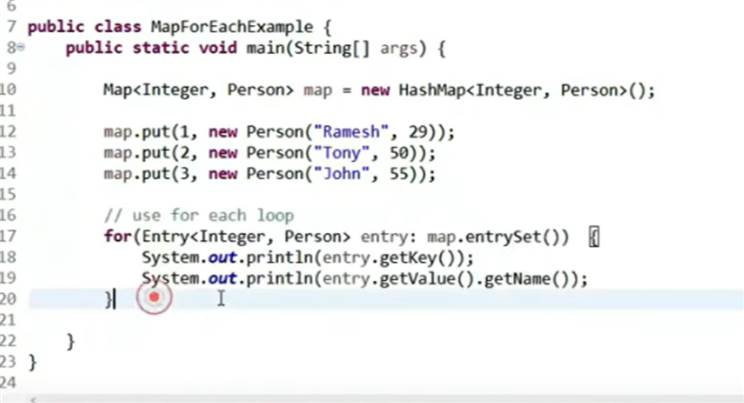 6
7 public class MapForEachExample {
8 public static void main(String[] args) {
9
10 Map<Integer, Person> map = new HashMap<Integer, Person>();
11
12 map.put(1, new Person("Ramesh", 29));
13 map.put(2, new Person("Tony", 50));
14 map.put(3, new Person("John", 55));
15
16 // use for each loop
17 for(Entry<Integer, Person> entry: map.entrySet()) {
18 System.out.println(entry.getKey());
19 System.out.println(entry.getValue().getName());
20 }
21
22 }
23 }
24